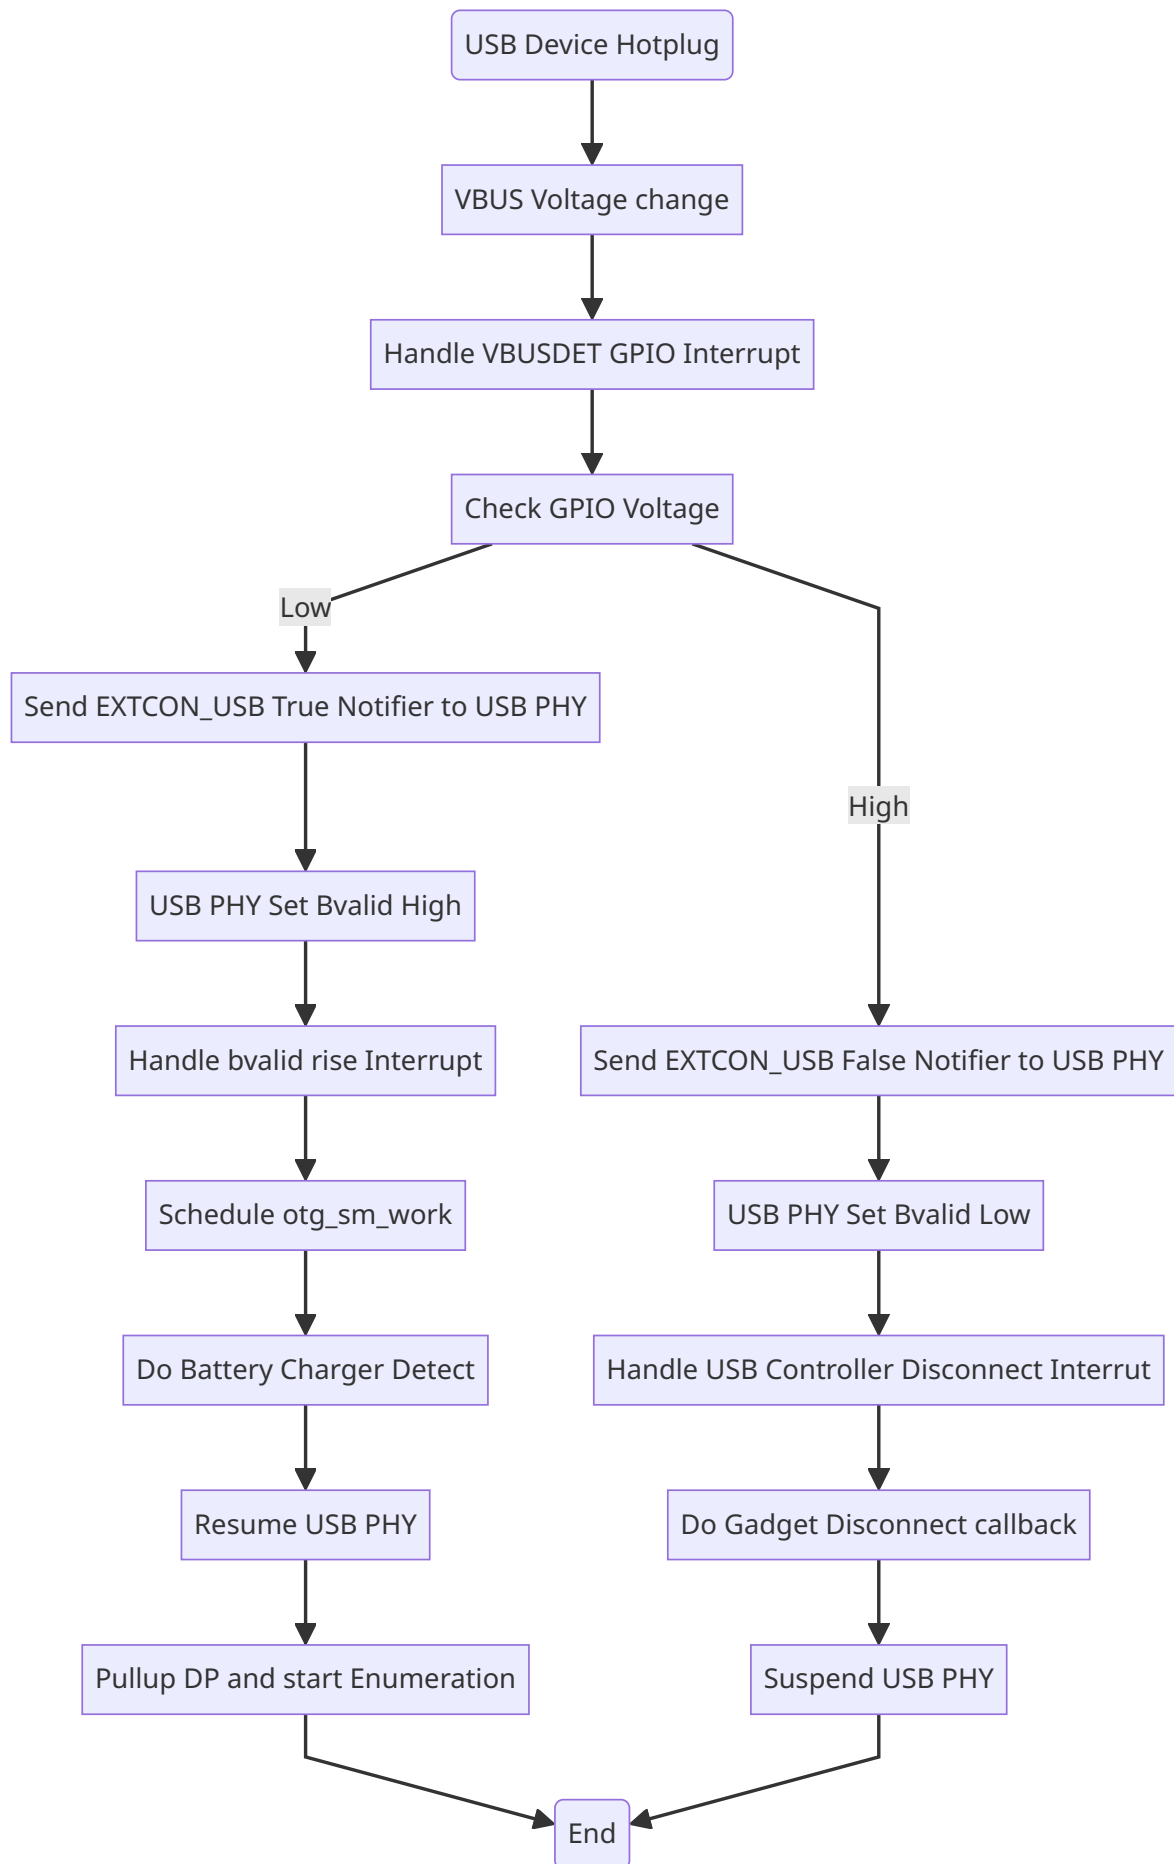 USB Device Hotplug
VBUS Voltage change
Handle VBUSDET GPIO Interrupt
Check GPIO Voltage
Low
Send EXTCON_USB True Notifier to USB PHY
High
USB PHY Set Bvalid High
Handle bvalid rise Interrupt
Send EXTCON_USB False Notifier to USB PHY
Schedule otg_sm_work
USB PHY Set Bvalid Low
Do Battery Charger Detect
Handle USB Controller Disconnect Interrut
Resume USB PHY
Do Gadget Disconnect callback
Pullup DP and start Enumeration
Suspend USB PHY
End